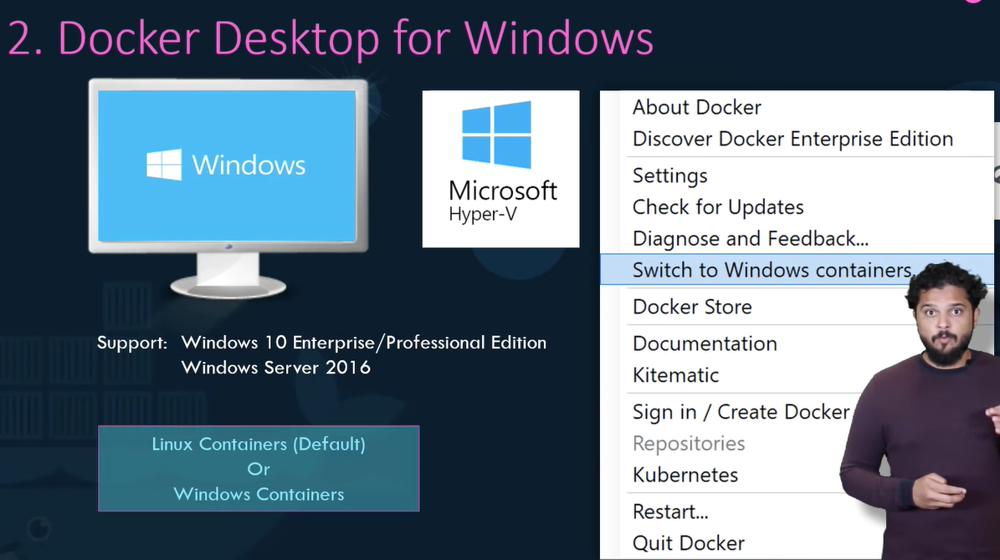 2. Docker Desktop for Windows
Windows
Microsoft
Hyper-V
Support: Windows 10 Enterprise/Professional Edition
Windows Server 2016
Linux Containers (Default)
Or
Windows Containers
About Docker
Discover Docker Enterprise Edition
Settings
Check for Updates
Diagnose and Feedback...
Switch to Windows containers...
Docker Store
Documentation
Kitematic
Sign in / Create Docker
Repositories
Kubernetes
Restart...
Quit Docker